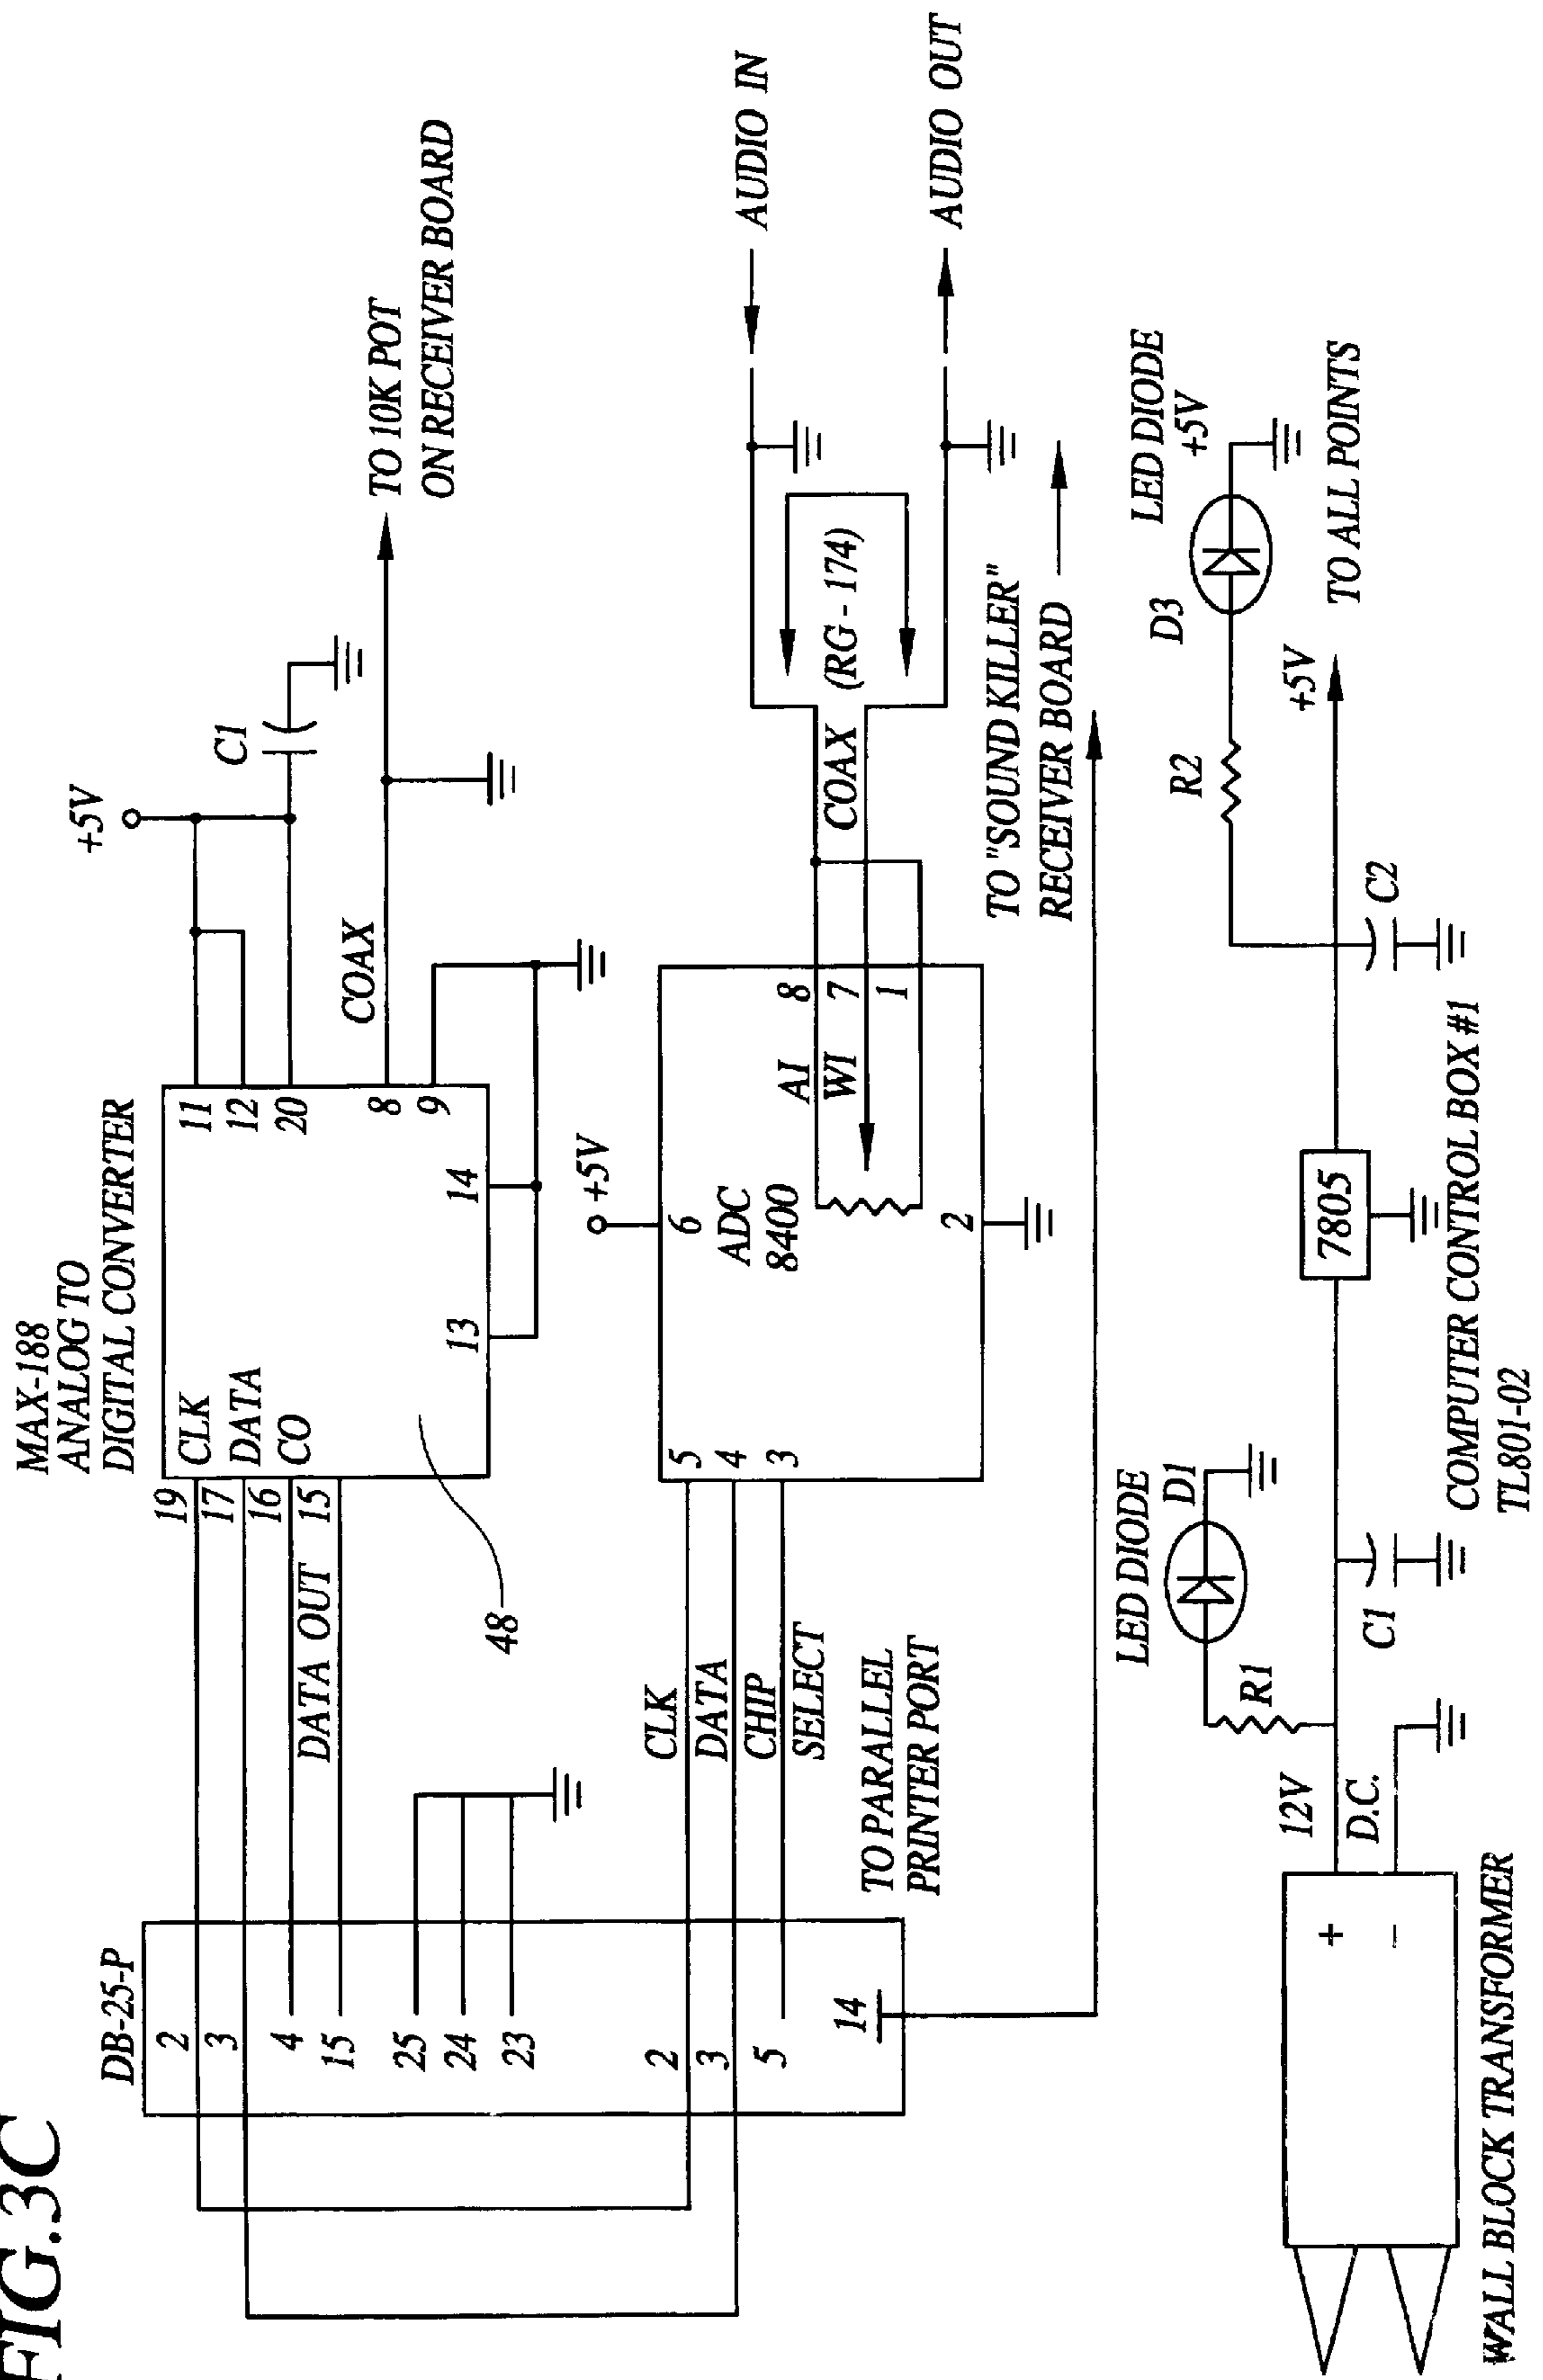 FIG.3C
DB-25-P
2
3
4
15
25
24
23
2
3
5
14
TO PARALLEL
PRINTER PORT
DATA OUT
MAX-188
ANALOG TO
DIGITAL CONVERTER
19
17
16
15
CLK
DATA
CO
13
14
11
12
20
8
9
48
+5V
C1
COAX
TO 10K POT
ON RECEIVER BOARD
CLK
DATA
CHIP
SELECT
5
4
3
+5V
6
ADC
8400
2
AI
WI
8
7
1
COAX
(RG - 174)
AUDIO IN
AUDIO OUT
TO "SOUND KILLER"
RECEIVER BOARD
WALL BLOCK TRANSFORMER
+
–
12V
D.C.
R1
LED DIODE
D1
C1
7805
C2
R2
D3
LED DIODE
+5V
+5V
TO ALL POINTS
COMPUTER CONTROL BOX #1
TL801-02